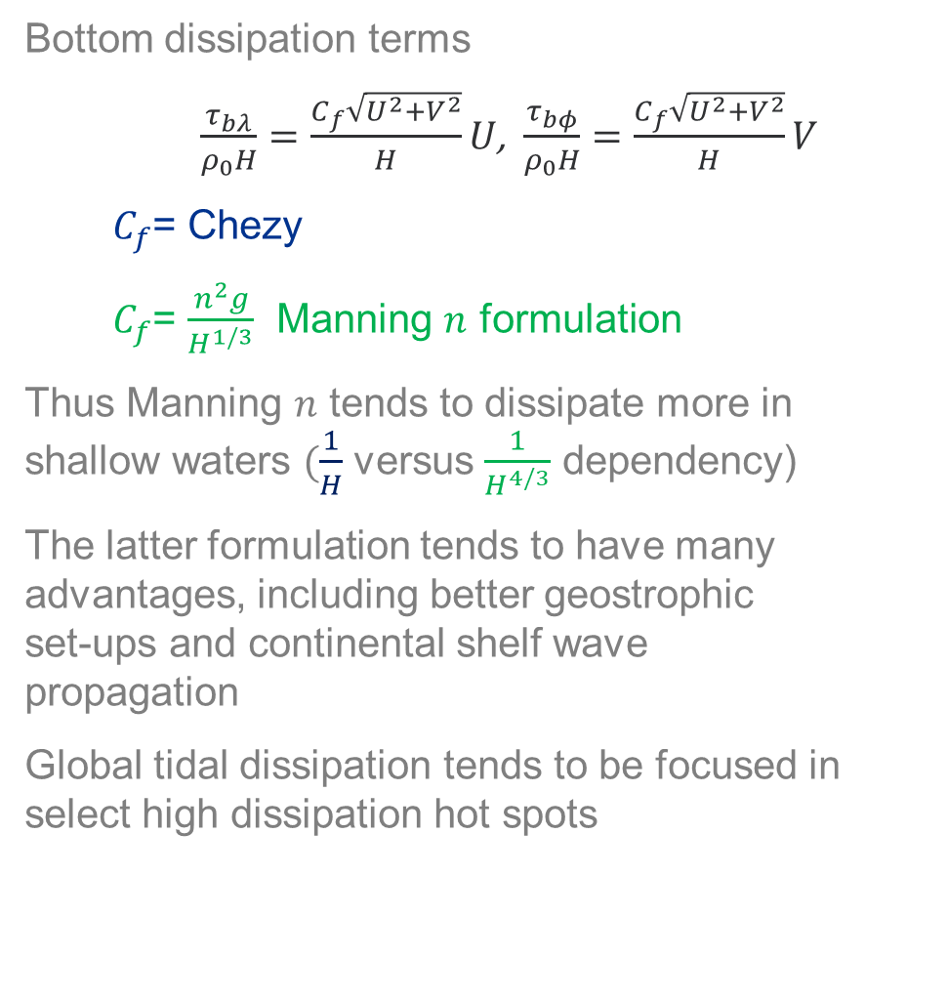 Bottom dissipation terms
$\frac{\tau_{b\lambda}}{\rho_0 H} = \frac{C_f\sqrt{U^2+V^2}}{H}U, \frac{\tau_{b\phi}}{\rho_0 H} = \frac{C_f\sqrt{U^2+V^2}}{H}V$
$C_f$= Chezy
$C_f$= $\frac{n^2 g}{H^{1/3}}$ Manning $n$ formulation
Thus Manning $n$ tends to dissipate more in
shallow waters ($\frac{1}{H}$ versus $\frac{1}{H^{4/3}}$ dependency)
The latter formulation tends to have many
advantages, including better geostrophic
set-ups and continental shelf wave
propagation
Global tidal dissipation tends to be focused in
select high dissipation hot spots